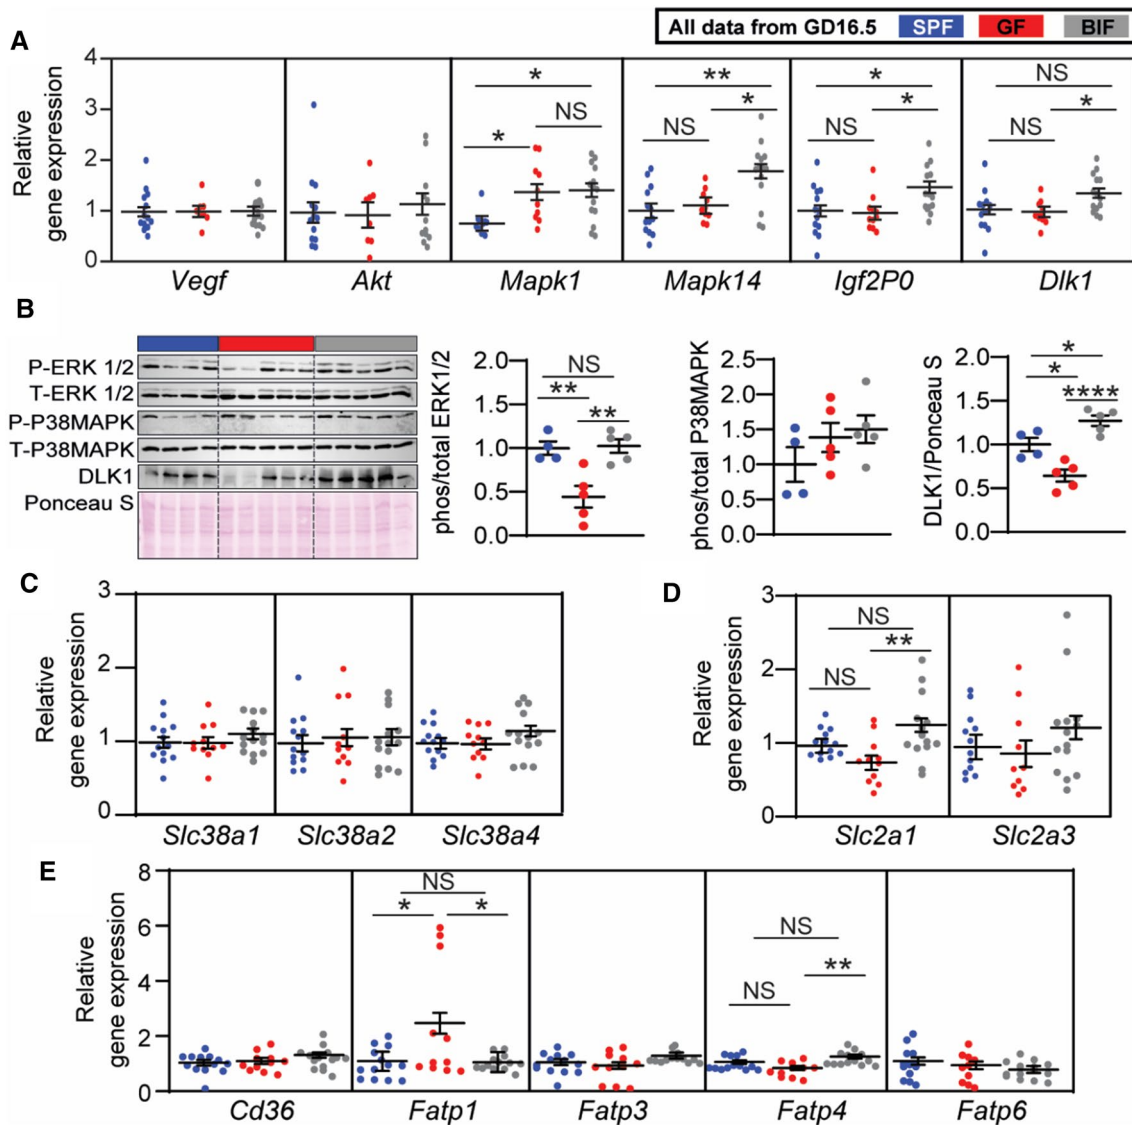 All data from GD16.5 SPF GF BIF
A
Relative
gene expression
4
3
2
1
0
* ** * NS
NS * * *
* NS NS NS
Vegf Akt Mapk1 Mapk14 Igf2P0 Dlk1
B
P-ERK 1/2
T-ERK 1/2
P-P38MAPK
T-P38MAPK
DLK1
Ponceau S
phos/total ERK1/2
2.0
1.5
1.0
0.5
0.0
NS
**
**
phos/total P38MAPK
2.5
2.0
1.5
1.0
0.5
0.0
DLK1/Ponceau S
2.0
1.5
1.0
0.5
0.0
*
*
****
C
Relative
gene expression
3
2
1
0
Slc38a1 Slc38a2 Slc38a4
D
Relative
gene expression
3
2
1
0
NS
**
NS
Slc2a1 Slc2a3
E
Relative
gene expression
8
6
4
2
0
NS
* *
NS
**
NS
Cd36 Fatp1 Fatp3 Fatp4 Fatp6